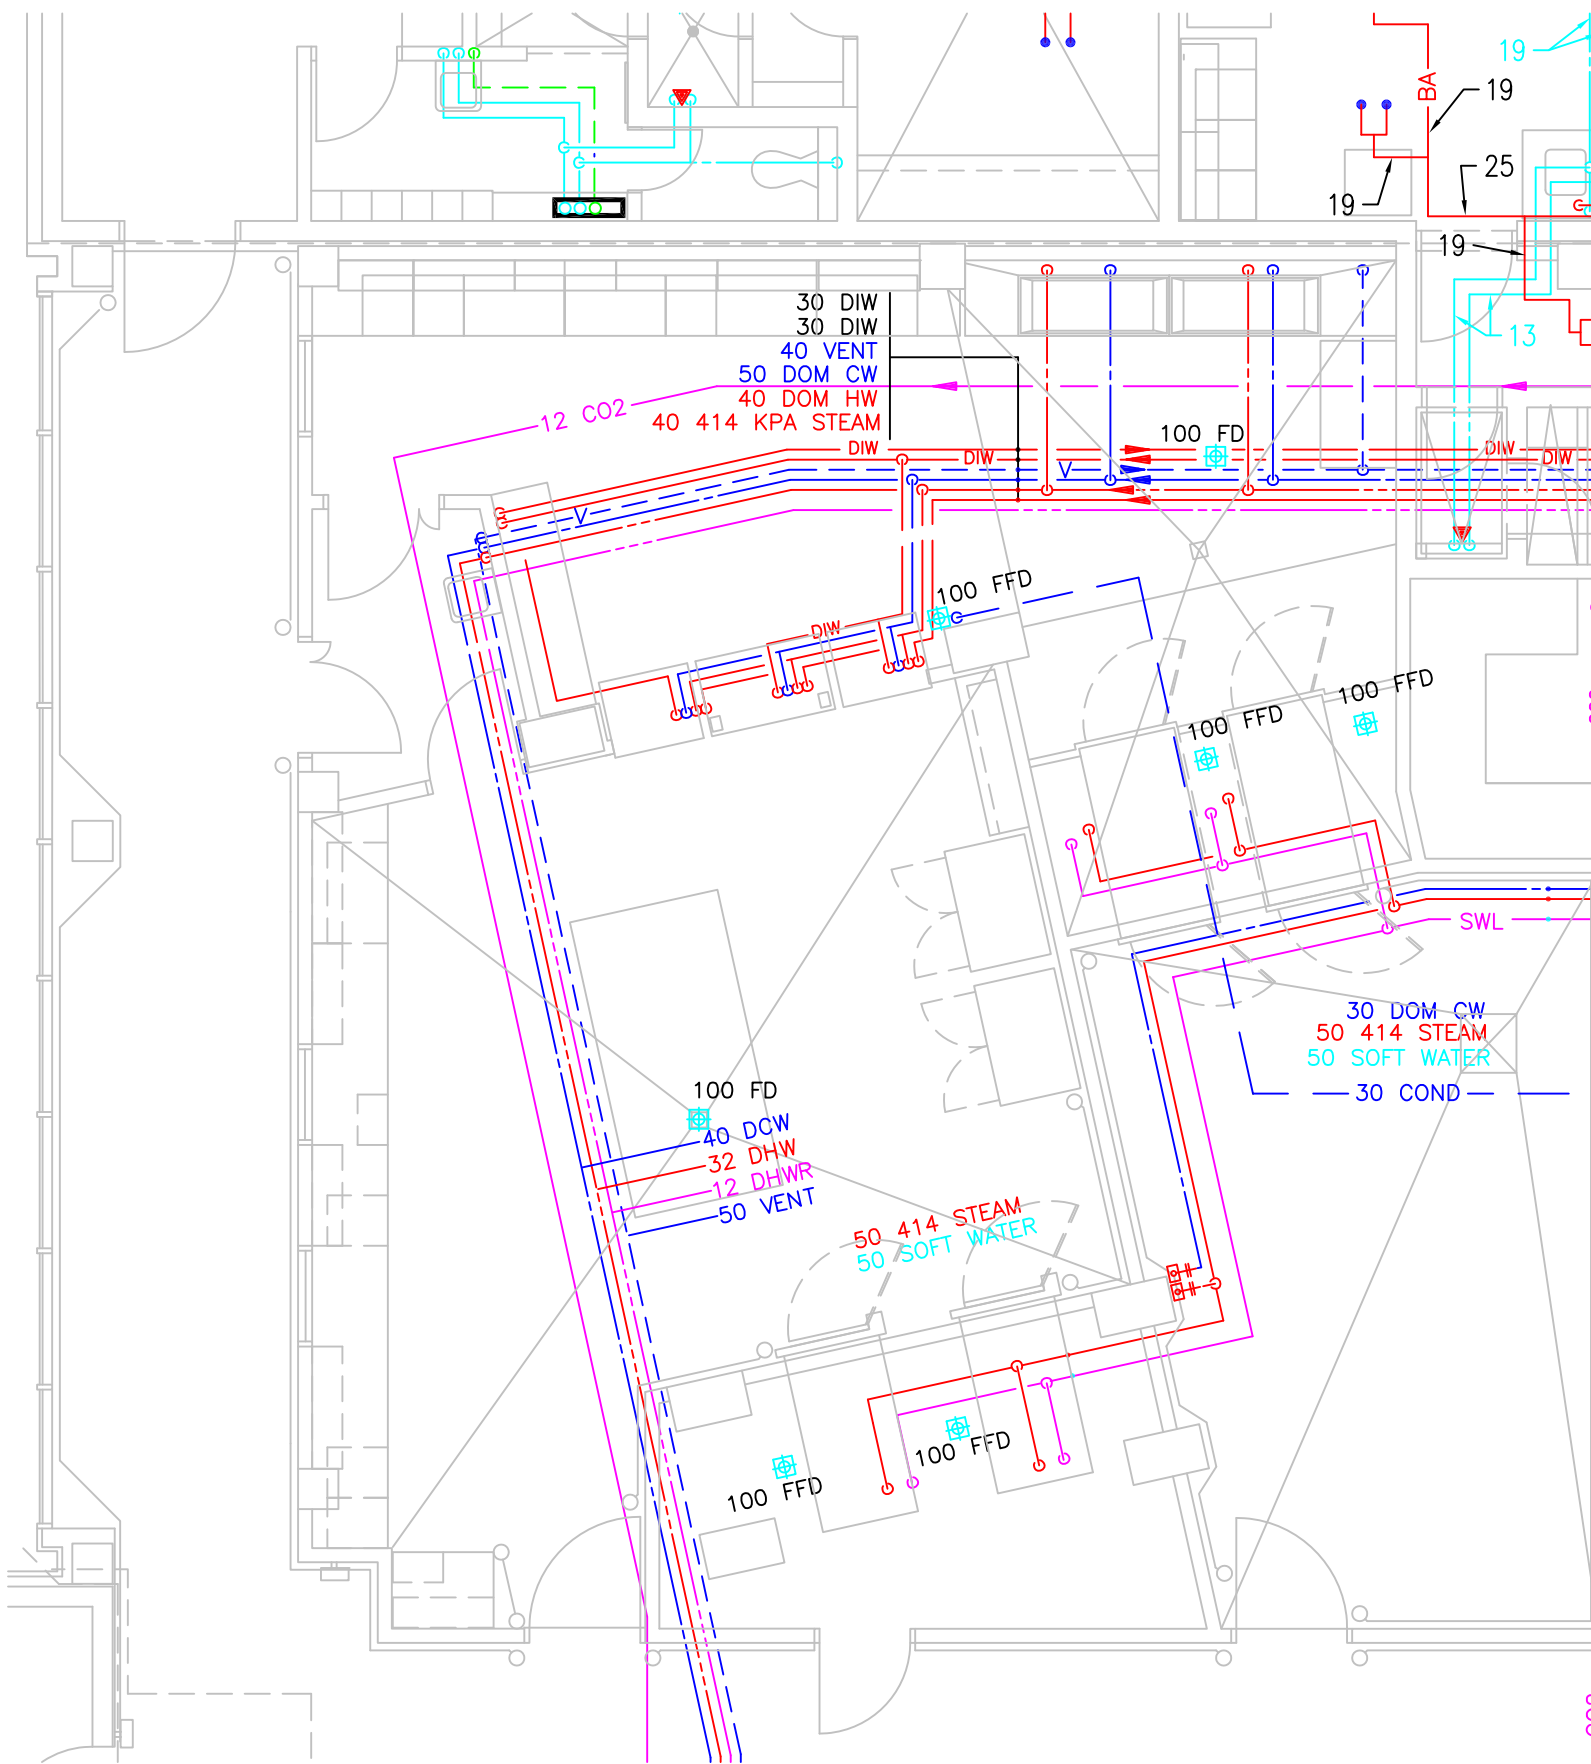 19
BA
19
25
19
19
13
30 DIW
30 DIW
40 VENT
50 DOM CW
40 DOM HW
40 414 KPA STEAM
12 CO2
100 FD
DIW
DIW
DIW
DIW
V
V
100 FFD
DIW
100 FFD
100 FFD
SWL
30 DOM CW
50 414 STEAM
50 SOFT WATER
30 COND
100 FD
40 DCW
32 DHW
12 DHWR
50 VENT
50 414 STEAM
50 SOFT WATER
100 FFD
100 FFD